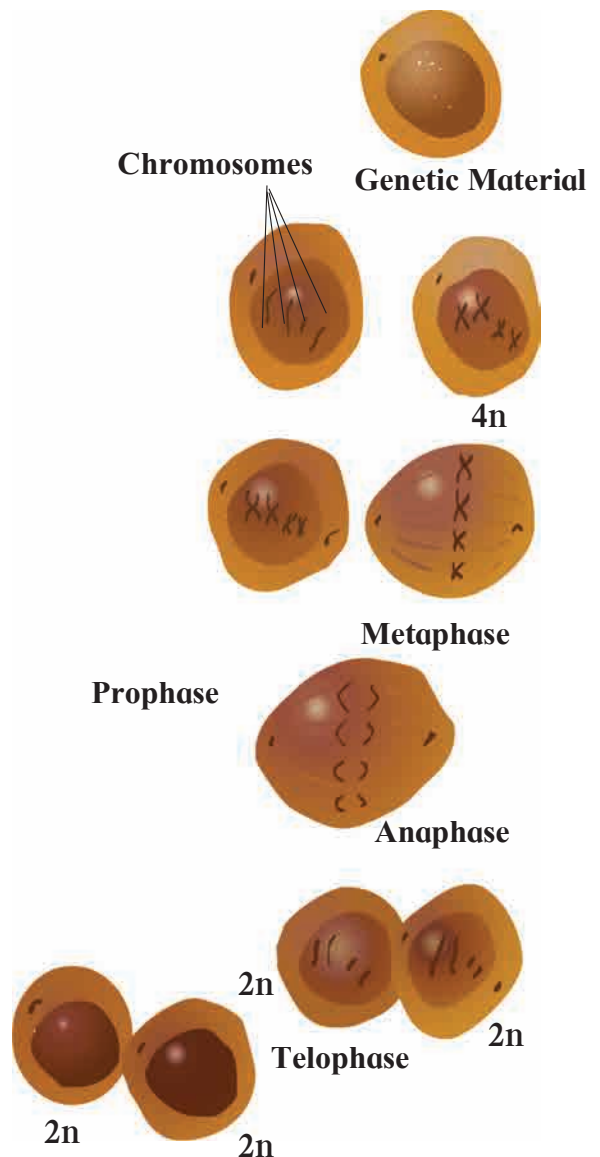 Chromosomes
Genetic Material
4n
Metaphase
Prophase
Anaphase
2n
2n
Telophase
2n
2n